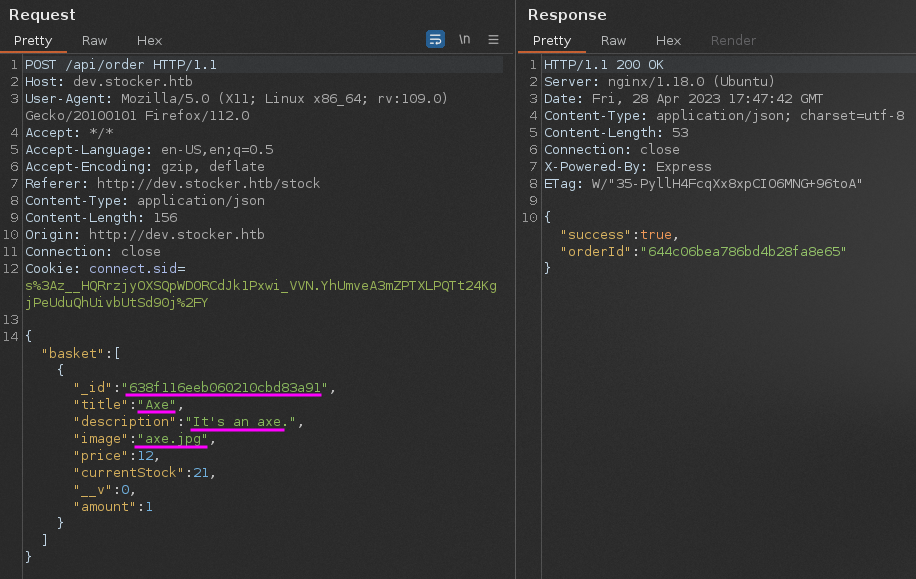 Request
Pretty Raw Hex \n
1 POST /api/order HTTP/1.1
2 Host: dev.stocker.htb
3 User-Agent: Mozilla/5.0 (X11; Linux x86_64; rv:109.0)
Gecko/20100101 Firefox/112.0
4 Accept: */*
5 Accept-Language: en-US,en;q=0.5
6 Accept-Encoding: gzip, deflate
7 Referer: http://dev.stocker.htb/stock
8 Content-Type: application/json
9 Content-Length: 156
10 Origin: http://dev.stocker.htb
11 Connection: close
12 Cookie: connect.sid=
s%3Az__HQRrzjyOXSQpWDORCdJk1Pxwi_VVN.YhUmveA3mZPTXLPQTt24Kg
jPeUduQhUivbUtSd9Oj%2FY
13
14 {
"basket":[
{
"_id":"638f116eeb060210cbd83a91",
"title":"Axe",
"description":"It's an axe.",
"image":"axe.jpg",
"price":12,
"currentStock":21,
"__v":0,
"amount":1
}
]
}
Response
Pretty Raw Hex Render
1 HTTP/1.1 200 OK
2 Server: nginx/1.18.0 (Ubuntu)
3 Date: Fri, 28 Apr 2023 17:47:42 GMT
4 Content-Type: application/json; charset=utf-8
5 Content-Length: 53
6 Connection: close
7 X-Powered-By: Express
8 ETag: W/"35-PyllH4FcqXx8xpCIO6MNG+96toA"
9
10 {
"success":true,
"orderId":"644c06bea786bd4b28fa8e65"
}